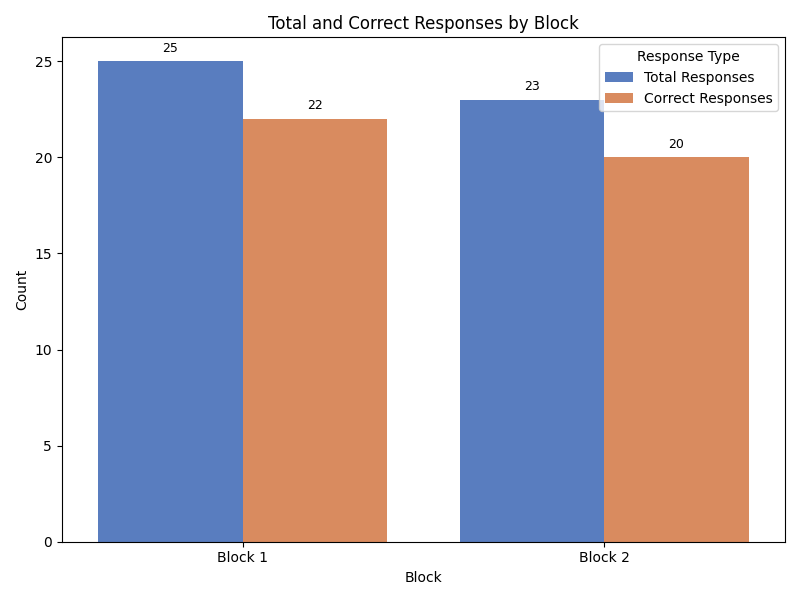 Total and Correct Responses by Block
Response Type
Total Responses
Correct Responses
25
22
23
20
Count
25
20
15
10
5
0
Block 1
Block 2
Block